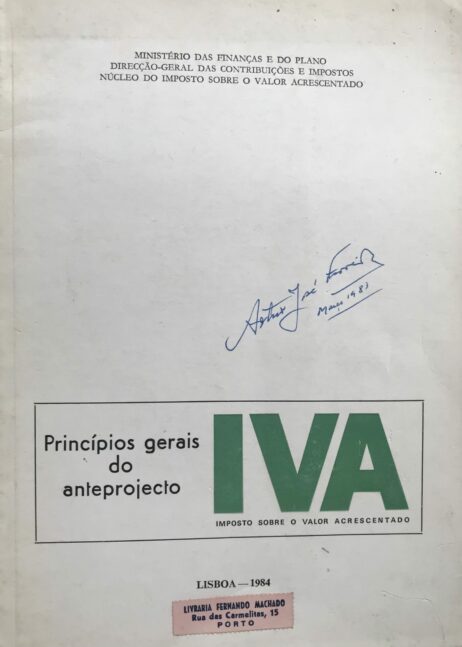 MINISTÉRIO DAS FINANÇAS E DO PLANO
DIRECÇÃO-GERAL DAS CONTRIBUIÇÕES E IMPOSTOS
NÚCLEO DO IMPOSTO SOBRE O VALOR ACRESCENTADO
Artur José Ferreira
Princípios gerais
do
anteprojecto
IVA
IMPOSTO SOBRE O VALOR ACRESCENTADO
LISBOA — 1984
LIVRARIA FERNANDO MACHADO
Rua das Carmelitas, 15
PORTO